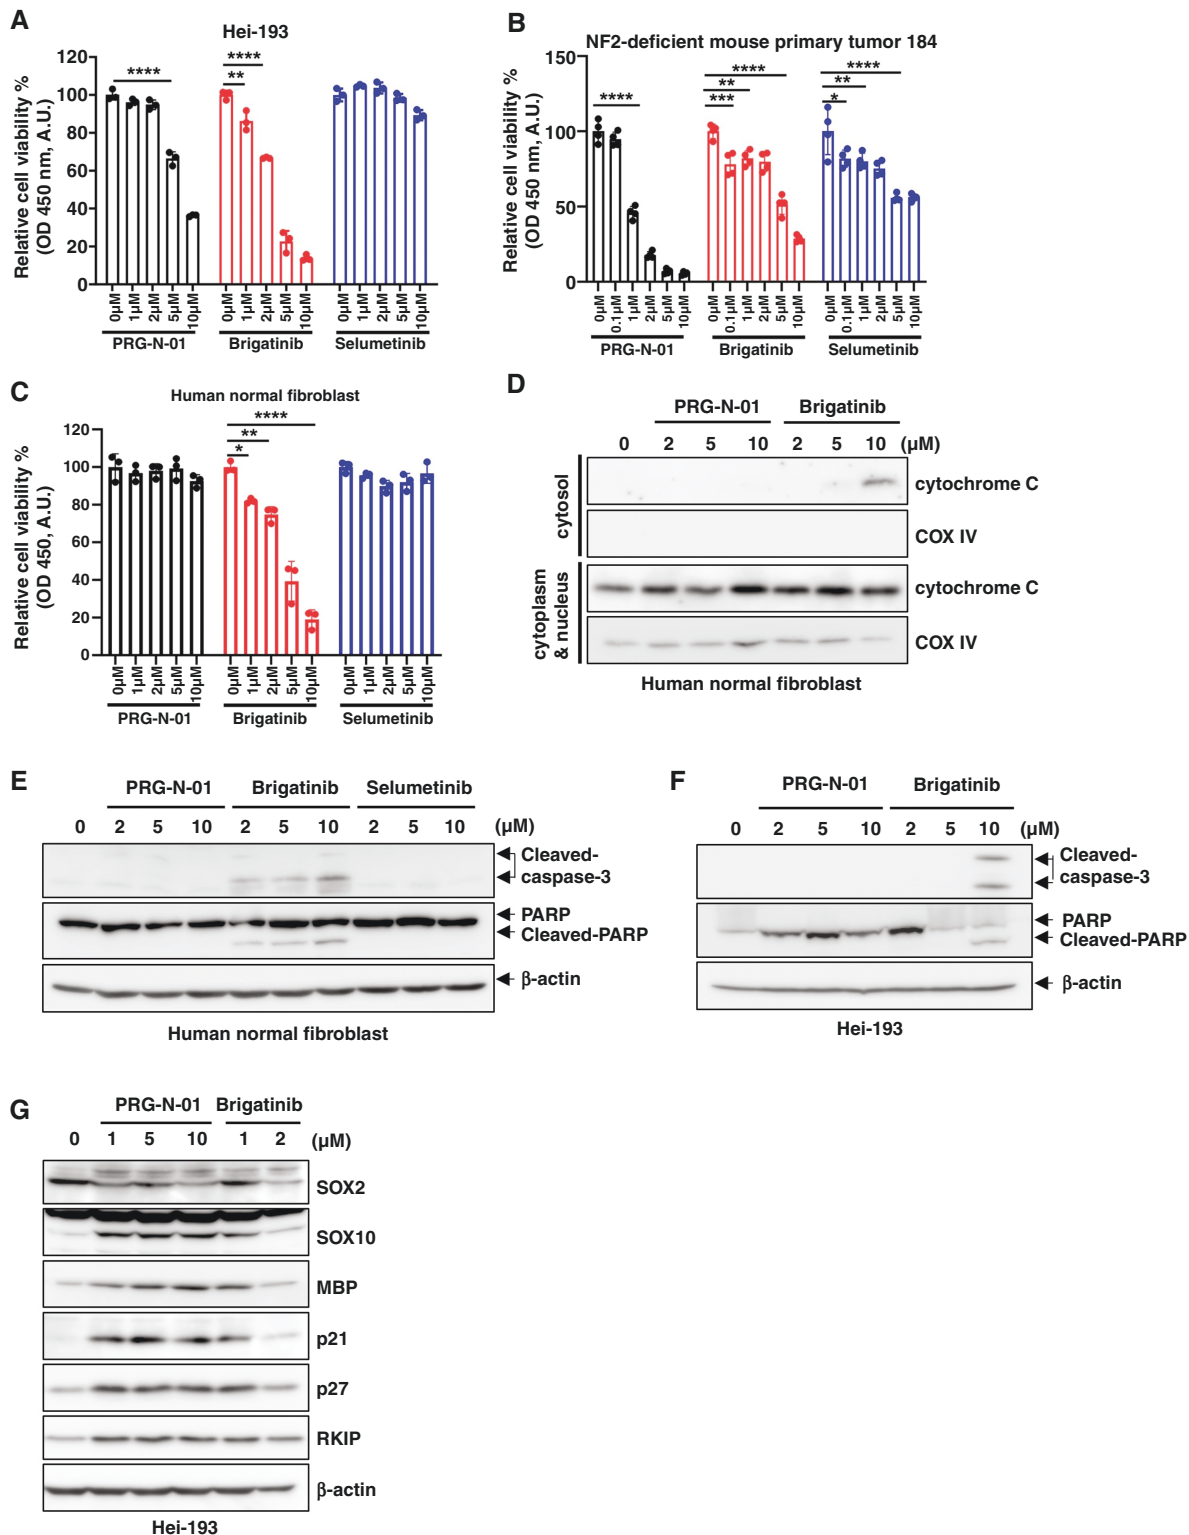 A
Hei-193
Relative cell viability %
(OD 450 nm, A.U.)
120
100
80
60
40
20
0
****
****
**
0µM
1µM
2µM
5µM
10µM
0µM
1µM
2µM
5µM
10µM
0µM
1µM
2µM
5µM
10µM
PRG-N-01
Brigatinib
Selumetinib
B
NF2-deficient mouse primary tumor 184
Relative cell viability %
(OD 450 nm, A.U.)
150
100
50
0
****
****
**
***
****
**
*
0µM
0.1µM
1µM
2µM
5µM
10µM
0µM
0.1µM
1µM
2µM
5µM
10µM
0µM
0.1µM
1µM
2µM
5µM
10µM
PRG-N-01
Brigatinib
Selumetinib
C
Human normal fibroblast
Relative cell viability %
(OD 450, A.U.)
120
100
80
60
40
20
0
****
**
*
0µM
1µM
2µM
5µM
10µM
0µM
1µM
2µM
5µM
10µM
0µM
1µM
2µM
5µM
10µM
PRG-N-01
Brigatinib
Selumetinib
D
PRG-N-01 Brigatinib
0 2 5 10 2 5 10 (µM)
cytosol
cytochrome C
COX IV
cytoplasm
& nucleus
cytochrome C
COX IV
Human normal fibroblast
E
PRG-N-01 Brigatinib Selumetinib
0 2 5 10 2 5 10 2 5 10 (µM)
Cleaved-
caspase-3
PARP
Cleaved-PARP
β-actin
Human normal fibroblast
F
PRG-N-01 Brigatinib
0 2 5 10 2 5 10 (µM)
Cleaved-
caspase-3
PARP
Cleaved-PARP
β-actin
Hei-193
G
PRG-N-01 Brigatinib
0 1 5 10 1 2 (µM)
SOX2
SOX10
MBP
p21
p27
RKIP
β-actin
Hei-193